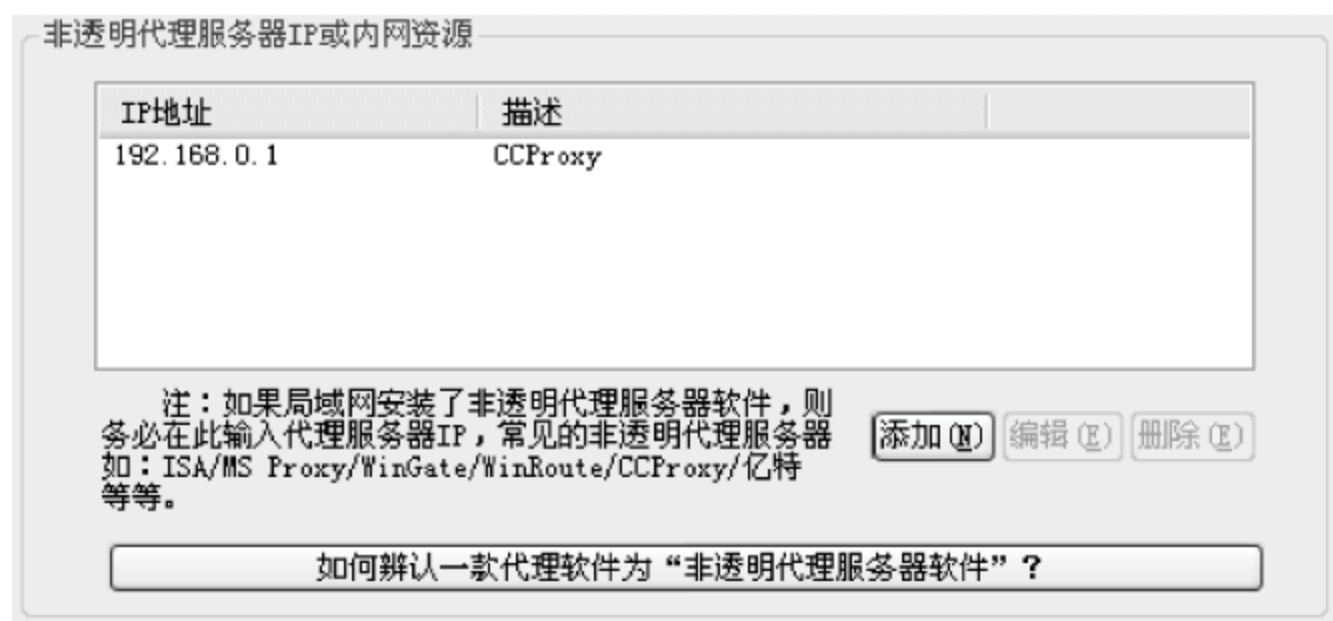 非透明代理服务器IP或内网资源
IP地址 描述
192.168.0.1 CCProxy
注：如果局域网安装了非透明代理服务器软件，则
务必在此输入代理服务器IP，常见的非透明代理服务器
如：ISA/MS Proxy/WinGate/WinRoute/CCProxy/亿特
等等。
添加(N) 编辑(E) 删除(E)
如何辨认一款代理软件为“非透明代理服务器软件”？